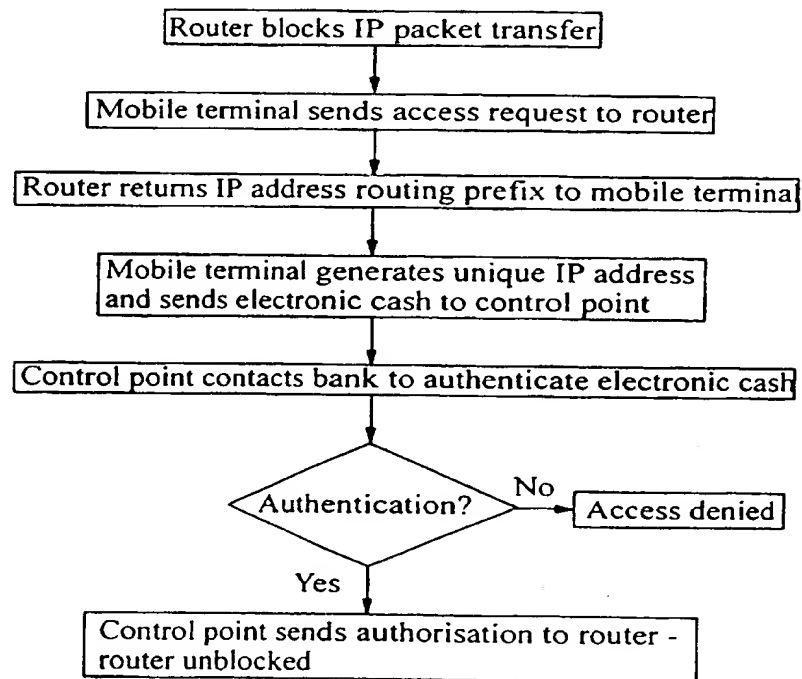 Router blocks IP packet transfer
Mobile terminal sends access request to router
Router returns IP address routing prefix to mobile terminal
Mobile terminal generates unique IP address
and sends electronic cash to control point
Control point contacts bank to authenticate electronic cash
Authentication?
No
Access denied
Yes
Control point sends authorisation to router -
router unblocked